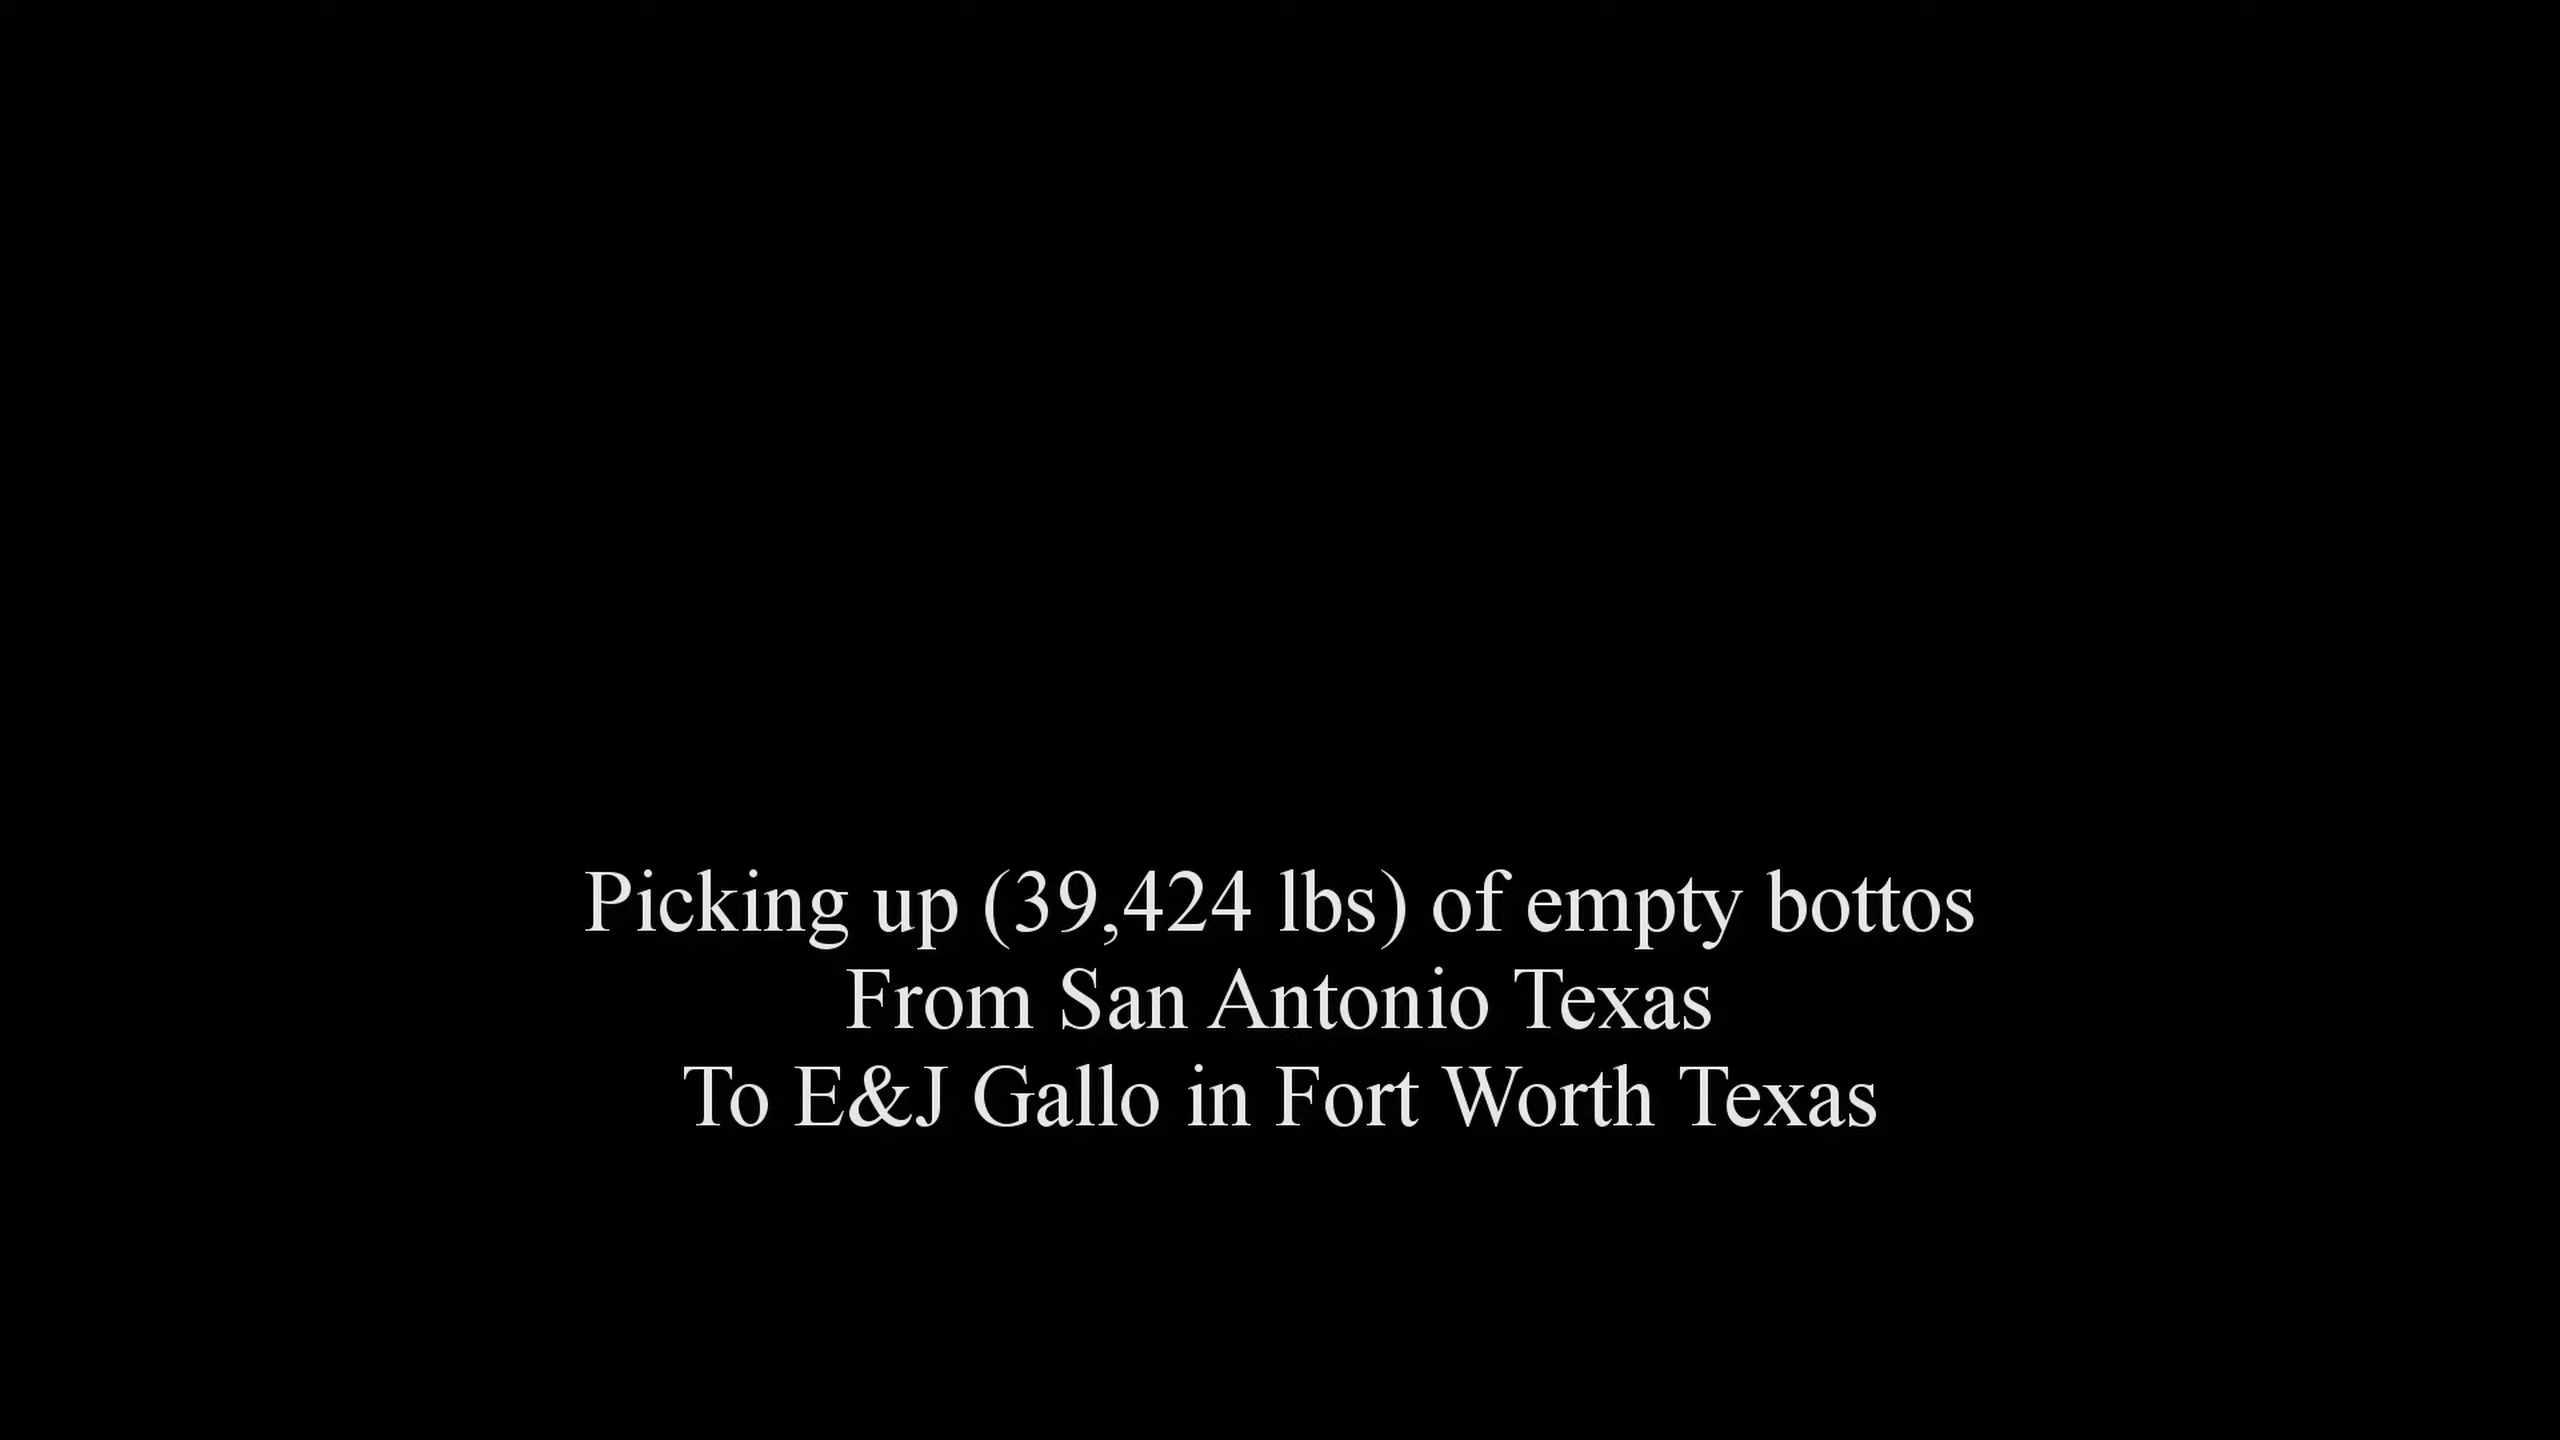 Picking up (39,424 lbs) of empty bottos
From San Antonio Texas
To E&J Gallo in Fort Worth Texas